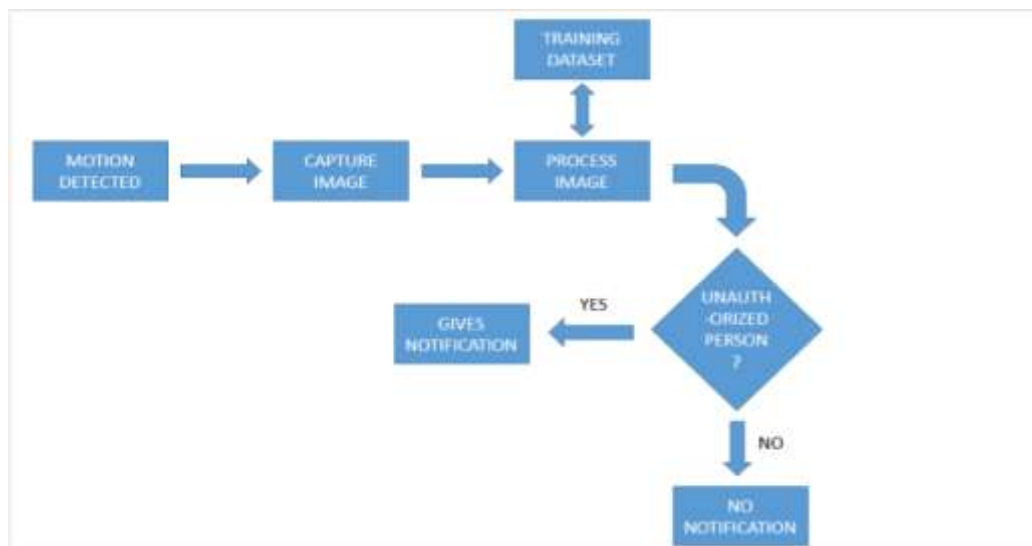 TRAINING
DATASET
MOTION
DETECTED
CAPTURE
IMAGE
PROCESS
IMAGE
UNAUTH
-ORIZED
PERSON
?
YES
GIVES
NOTIFICATION
NO
NO
NOTIFICATION